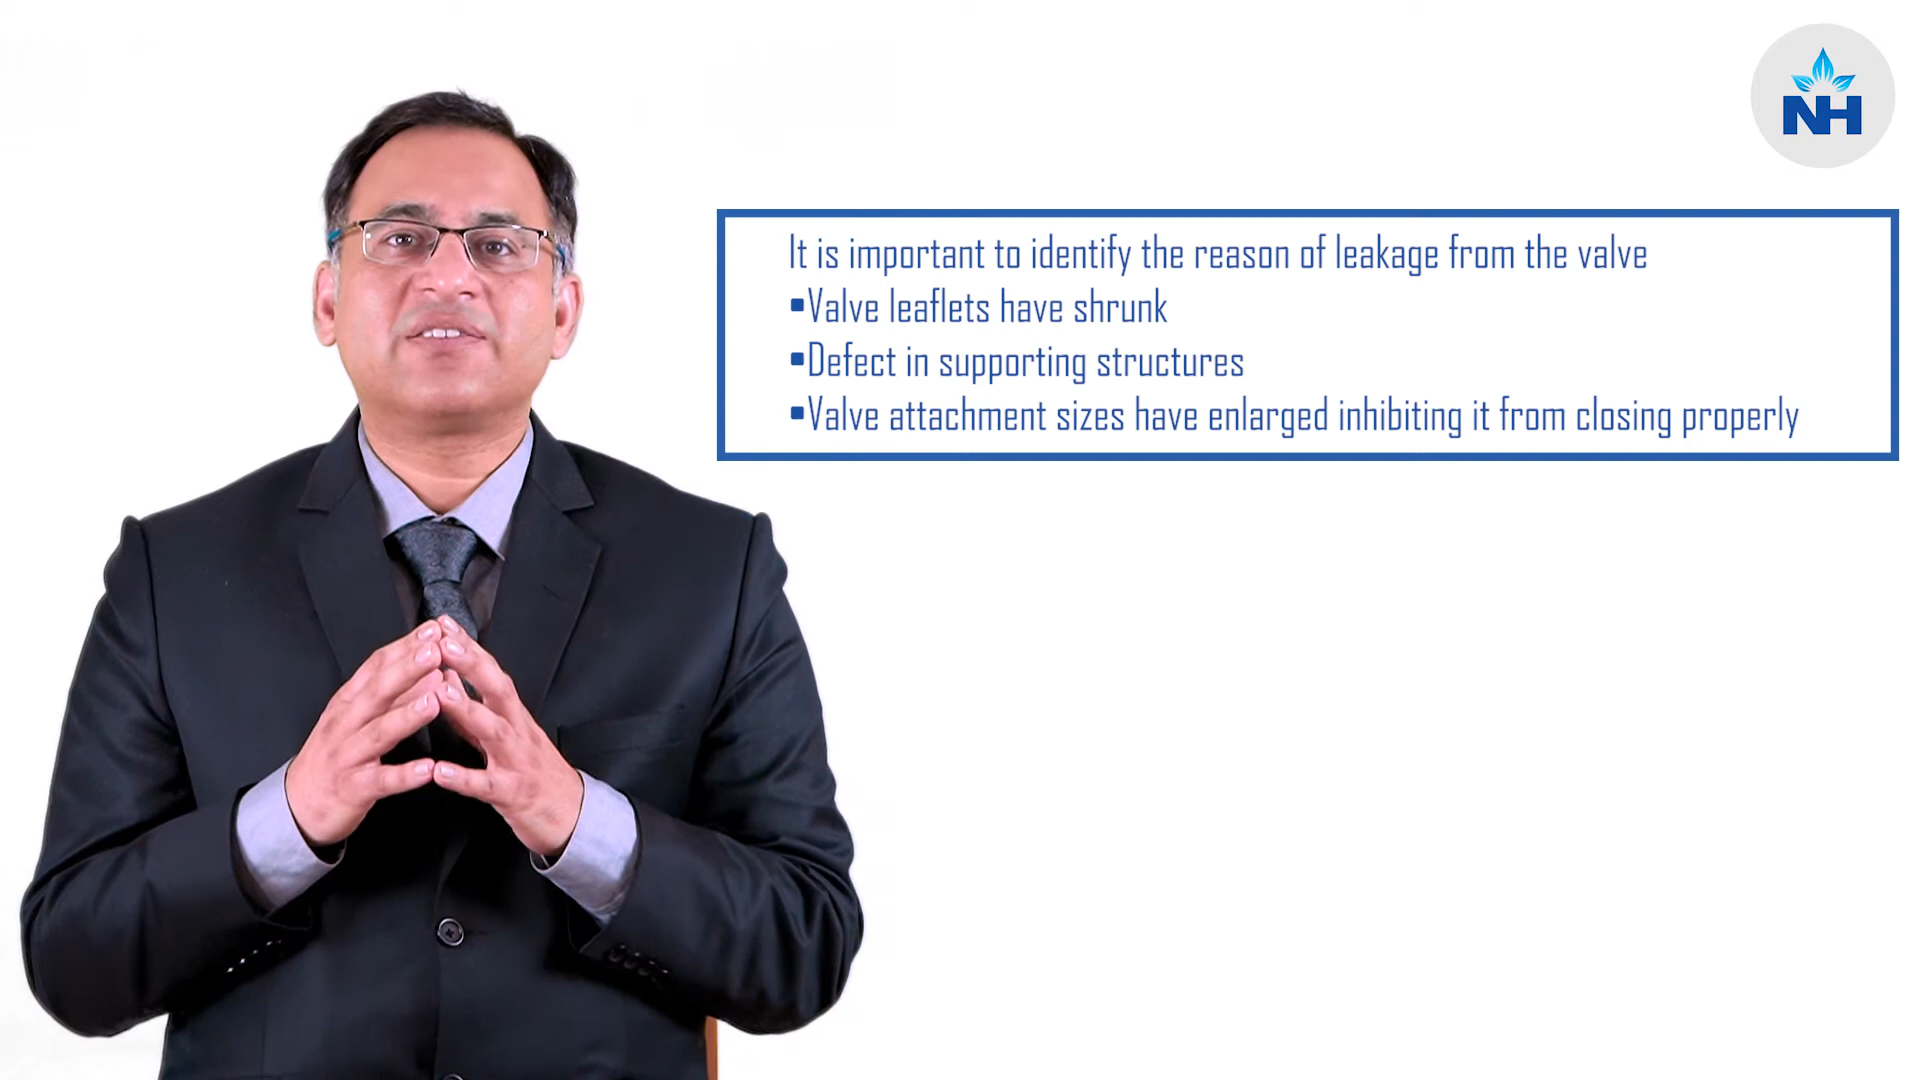 NH
It is important to identify the reason of leakage from the valve
▪Valve leaflets have shrunk
▪Defect in supporting structures
▪Valve attachment sizes have enlarged inhibiting it from closing properly